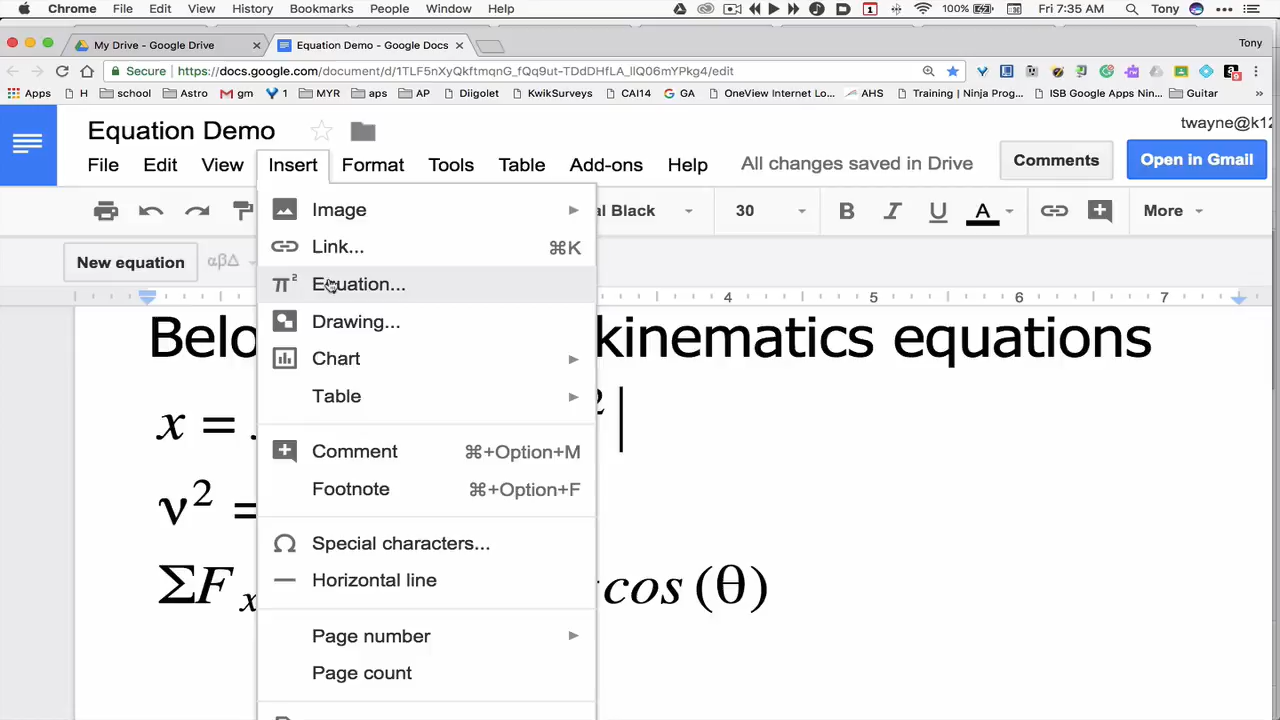 Chrome File Edit View History Bookmarks People Window Help 1 100% Fri 7:35 AM Tony
My Drive - Google Drive Equation Demo - Google Docs Tony
Secure https://docs.google.com/document/d/1TLF5nXyQkftmqnG_fQq9ut-TDdDHfLA_llQ06mYPkg4/edit
Apps H school Astro gm 1 MYR aps AP Diigolet KwikSurveys CAI14 GA OneView Internet Lo... AHS Training | Ninja Prog... ISB Google Apps Nin... Guitar »
Equation Demo
twayne@k12
File Edit View Insert Format Tools Table Add-ons Help All changes saved in Drive Comments Open in Gmail
Image al Black 30 B I U A More
Link... ⌘K
New equation αβΔ
π² Equation...
4 5 6 7
Drawing...
Belo kinematics equations
Chart
Table
x = 2
Comment ⌘+Option+M
Footnote ⌘+Option+F
v² =
Special characters...
Horizontal line
ΣFx cos (θ)
Page number
Page count